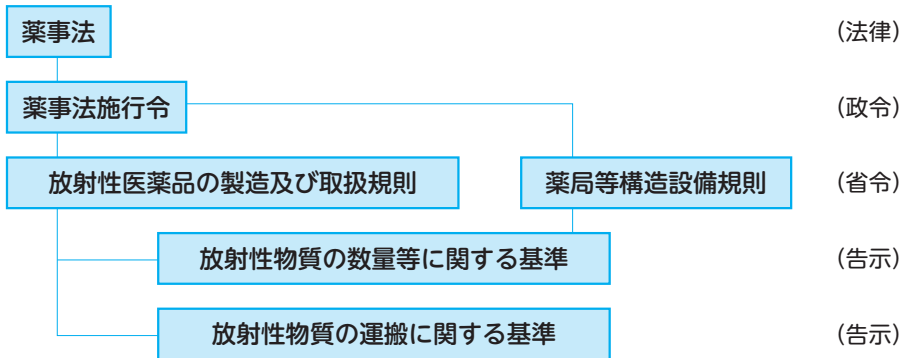 薬事法 （法律）
薬事法施行令 （政令）
放射性医薬品の製造及び取扱規則 薬局等構造設備規則 （省令）
放射性物質の数量等に関する基準 （告示）
放射性物質の運搬に関する基準 （告示）